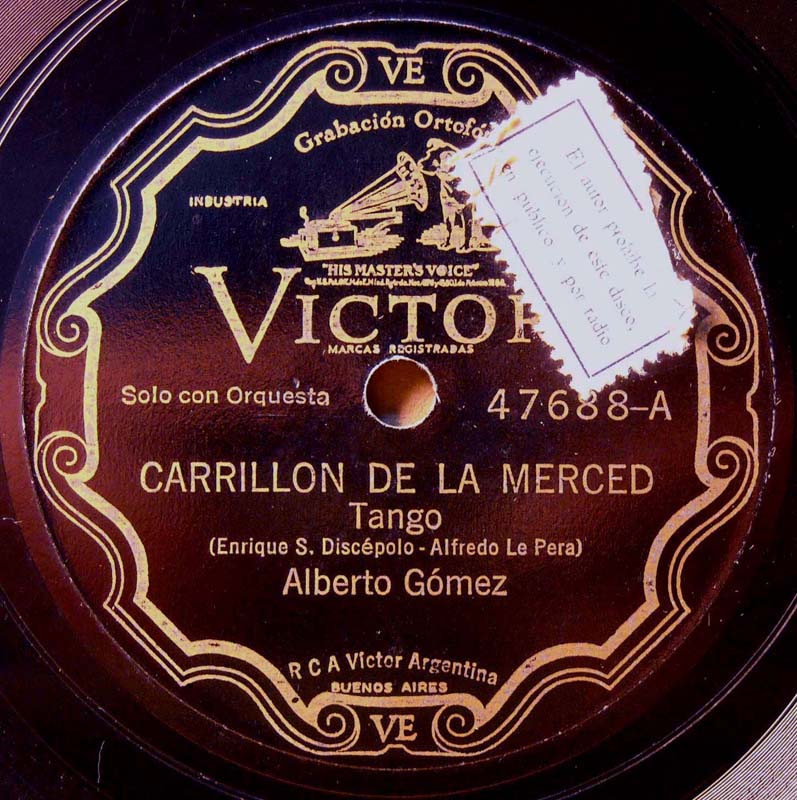 VE
Grabación Ortofó
INDUSTRIA
"HIS MASTER'S VOICE"
VICTOR
MARCAS REGISTRADAS
El autor prohibe la
ejecución de este disco,
en público y por radio
Solo con Orquesta
47688-A
CARRILLON DE LA MERCED
Tango
(Enrique S. Discépolo - Alfredo Le Pera)
Alberto Gómez
R C A Victor Argentina
BUENOS AIRES
VE